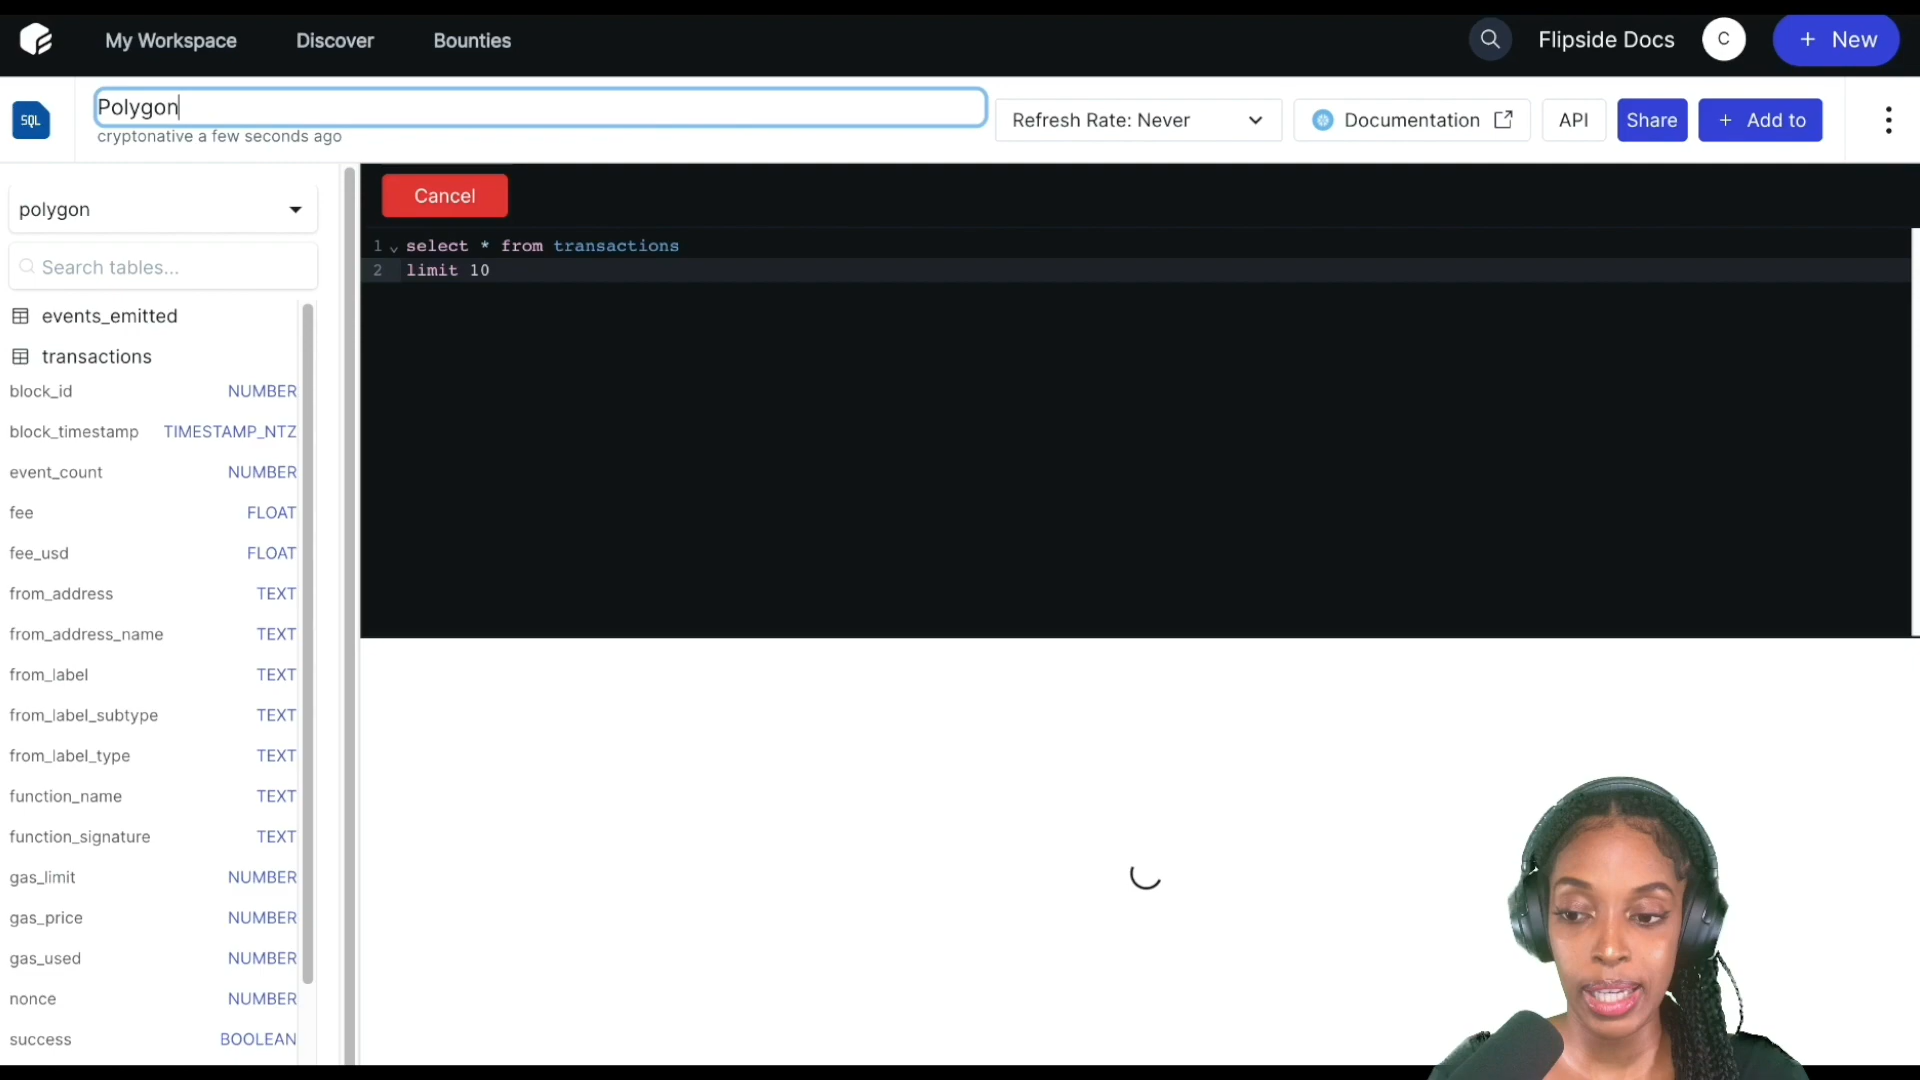 My Workspace
Discover
Bounties
Flipside Docs
C
+ New
SQL
Polygon
cryptonative a few seconds ago
Refresh Rate: Never
Documentation
API
Share
+ Add to
polygon
Search tables...
events_emitted
transactions
block_id NUMBER
block_timestamp TIMESTAMP_NTZ
event_count NUMBER
fee FLOAT
fee_usd FLOAT
from_address TEXT
from_address_name TEXT
from_label TEXT
from_label_subtype TEXT
from_label_type TEXT
function_name TEXT
function_signature TEXT
gas_limit NUMBER
gas_price NUMBER
gas_used NUMBER
nonce NUMBER
success BOOLEAN
Cancel
1 select * from transactions
2 limit 10